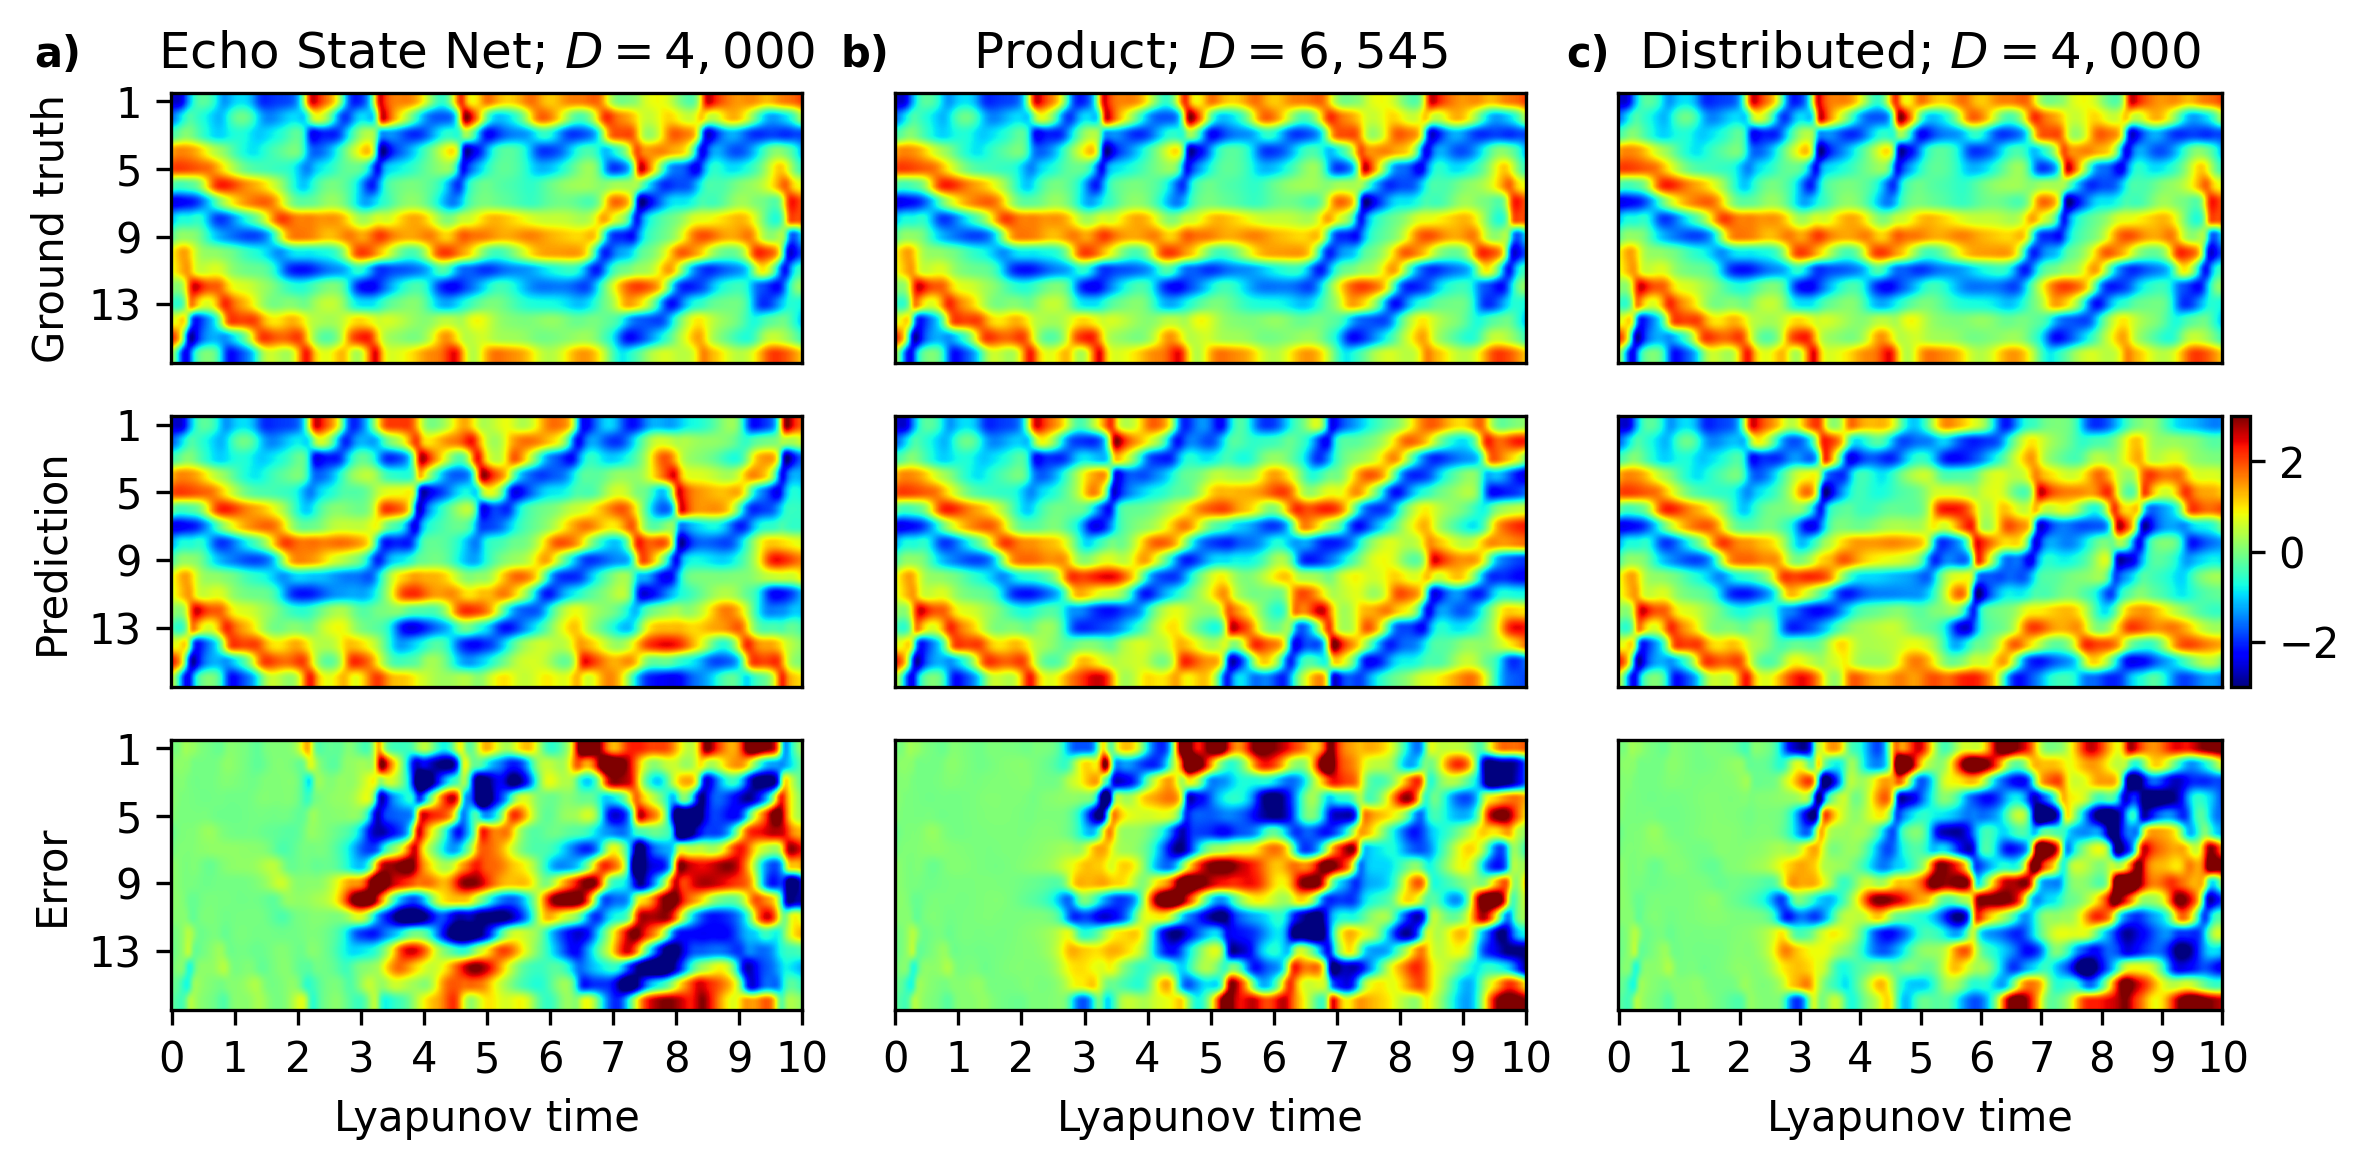 a) Echo State Net; D = 4, 000
b) Product; D = 6, 545
c) Distributed; D = 4, 000
Ground truth
1
5
9
13
Prediction
1
5
9
13
2
0
−2
Error
1
5
9
13
0 1 2 3 4 5 6 7 8 9 10
0 1 2 3 4 5 6 7 8 9 10
0 1 2 3 4 5 6 7 8 9 10
Lyapunov time
Lyapunov time
Lyapunov time